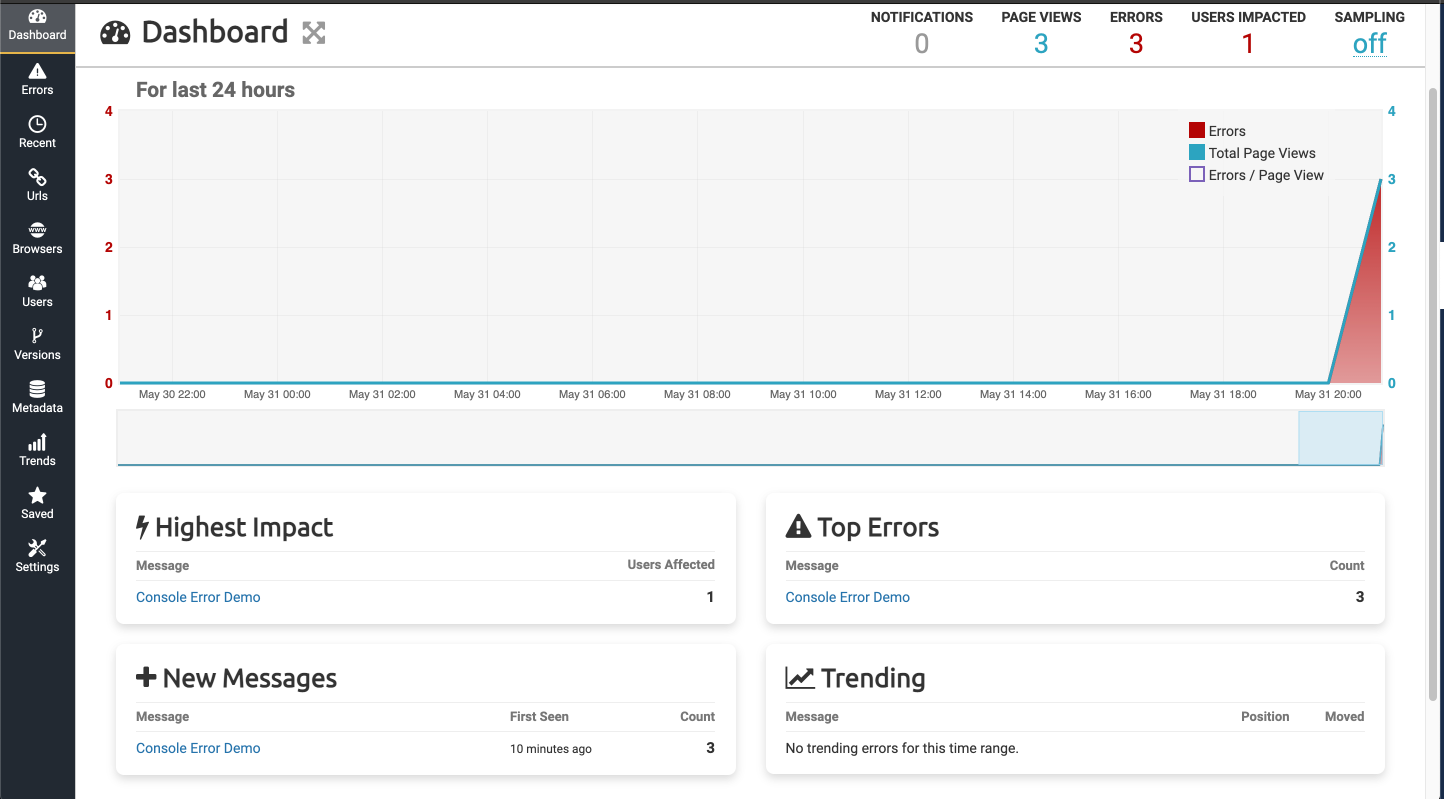 Dashboard
Errors
Recent
Urls
www
Browsers
Users
Versions
Metadata
Trends
Saved
Settings
Dashboard
NOTIFICATIONS PAGE VIEWS ERRORS USERS IMPACTED SAMPLING
0 3 3 1 off
For last 24 hours
4 4
Errors
Total Page Views
3 Errors / Page View 3
2 2
1 1
0 0
May 30 22:00 May 31 00:00 May 31 02:00 May 31 04:00 May 31 06:00 May 31 08:00 May 31 10:00 May 31 12:00 May 31 14:00 May 31 16:00 May 31 18:00 May 31 20:00
Highest Impact
Message Users Affected
Console Error Demo 1
Top Errors
Message Count
Console Error Demo 3
New Messages
Message First Seen Count
Console Error Demo 10 minutes ago 3
Trending
Message Position Moved
No trending errors for this time range.